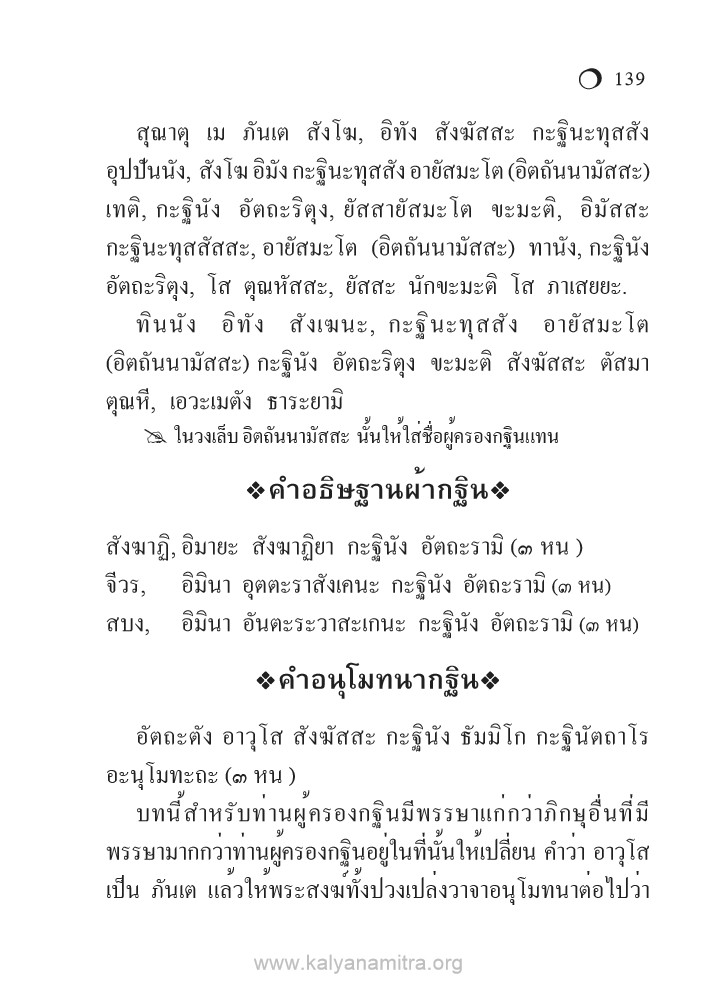 139
สุณาตุ เม ภันเต สังโฆ, อิทัง สังฆัสสะ กะฐินะทุสสัง
อุปปันนัง, สังโฆ อิมัง กะฐินะทุสสัง อายัสมะโต (อิตถันนามัสสะ)
เทติ, กะฐินัง อัตถะริตุง, ยัสสายัสมะโต ขะมะติ, อิมัสสะ
กะฐินะทุสสัสสะ, อายัสมะโต (อิตถันนามัสสะ) ทานัง, กะฐินัง
อัตถะริตุง, โส ตุณหัสสะ, ยัสสะ นักขะมะติ โส ภาเสยยะ.
ทินนัง อิทัง สังเฆนะ, กะฐินะทุสสัง อายัสมะโต
(อิตถันนามัสสะ) กะฐินัง อัตถะริตุง ขะมะติ สังฆัสสะ ตัสมา
ตุณหี, เอวะเมตัง ธาระยามิ
ในวงเล็บ อิตถันนามัสสะ นั้นให้ใส่ชื่อผู้ครองกฐินแทน
❖คำอธิษฐานผ้ากฐิน❖
สังฆาฏิ, อิมายะ สังฆาฏิยา กะฐินัง อัตถะรามิ (๓ หน )
จีวร, อิมินา อุตตะราสังเคนะ กะฐินัง อัตถะรามิ (๓ หน)
สบง, อิมินา อันตะระวาสะเกนะ กะฐินัง อัตถะรามิ (๓ หน)
❖คำอนุโมทนากฐิน❖
อัตถะตัง อาวุโส สังฆัสสะ กะฐินัง ธัมมิโก กะฐินัตถาโร
อะนุโมทะถะ (๓ หน )
บทนี้สำหรับท่านผู้ครองกฐินมีพรรษาแก่กว่าภิกษุอื่นที่มี
พรรษามากกว่าท่านผู้ครองกฐินอยู่ในที่นั้นให้เปลี่ยน คำว่า อาวุโส
เป็น ภันเต แล้วให้พระสงฆ์ทั้งปวงเปล่งวาจาอนุโมทนาต่อไปว่า
www.kalyanamitra.org